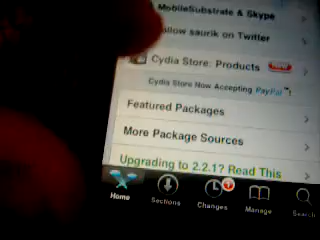 MobileSubstrate & Skype
ollow saurik on Twitter
Cydia Store: Products
Cydia Store Now Accepting PayPal
Featured Packages
More Package Sources
Upgrading to 2.2.1? Read This
Home
Sections
Changes
Manage
Search